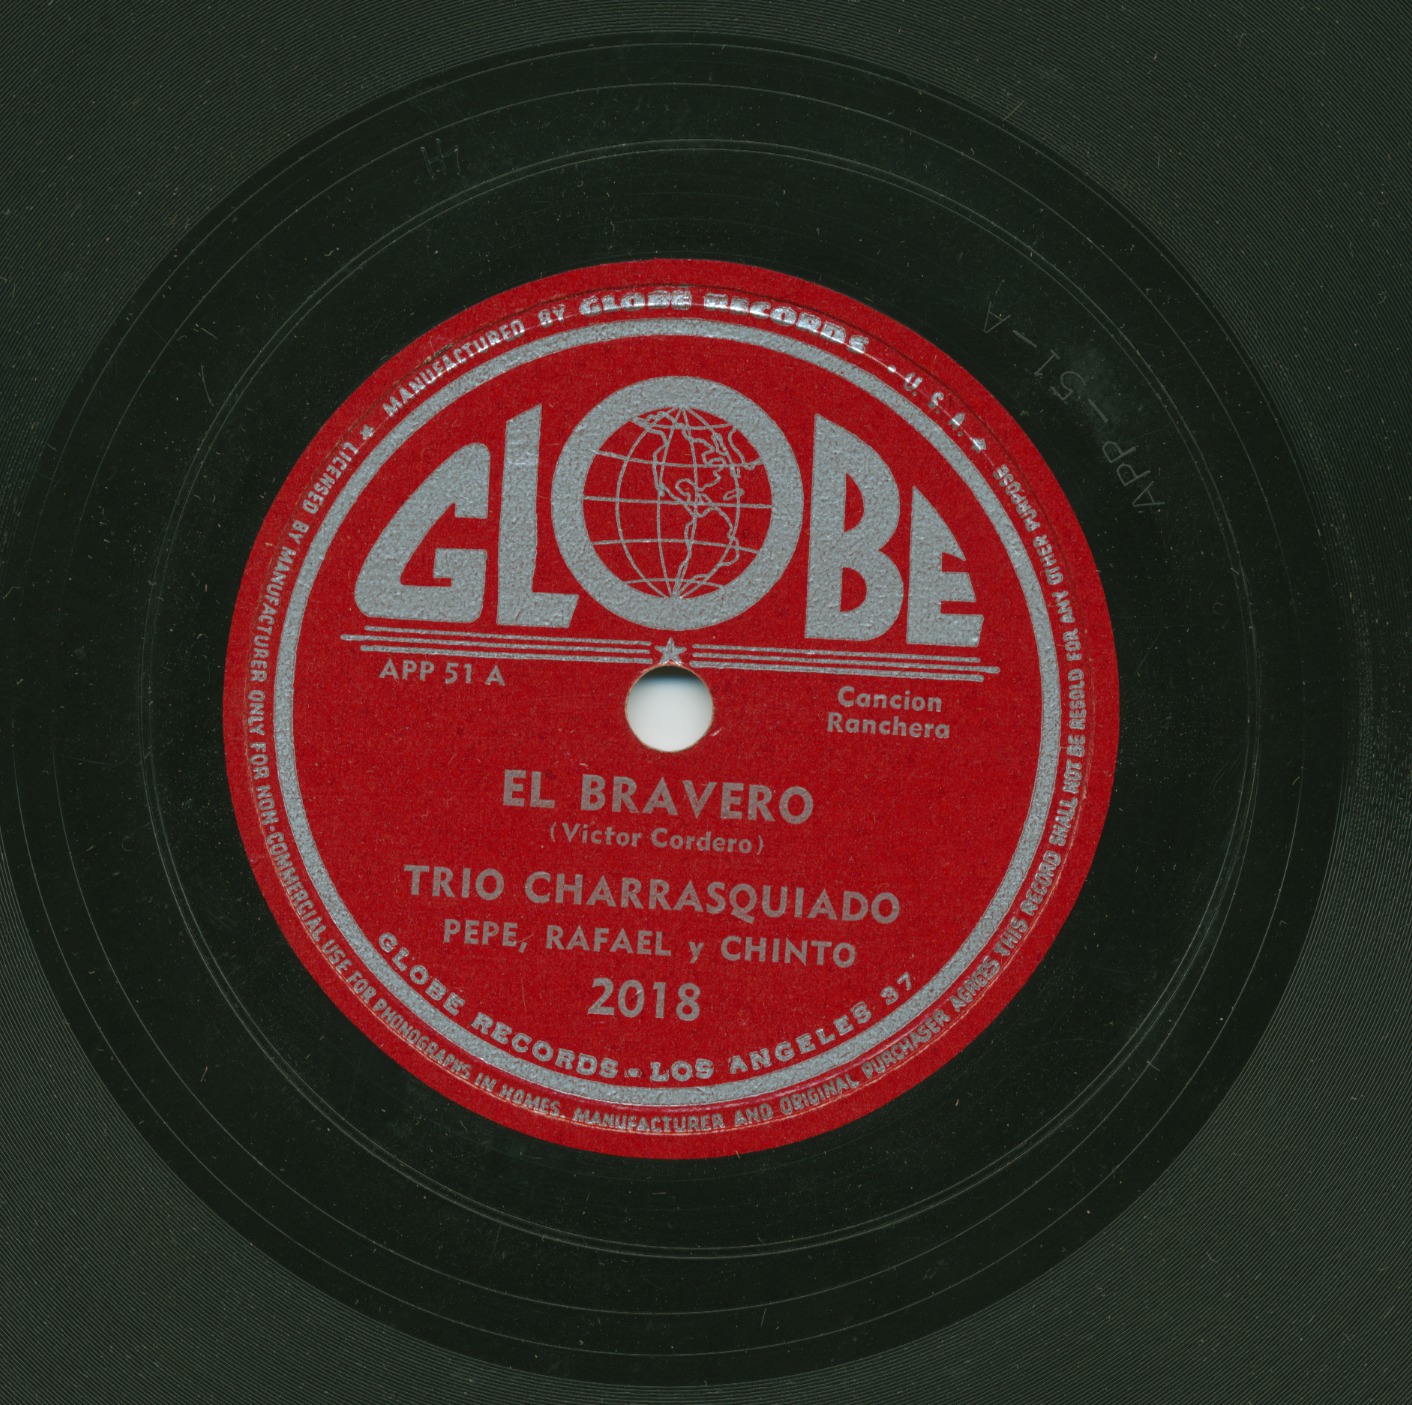 ★ MANUFACTURED BY GLOBE RECORDS - U. S. A. ★
GLOBE
APP 51 A
Cancion
Ranchera
EL BRAVERO
(Victor Cordero)
TRIO CHARRASQUIADO
PEPE, RAFAEL y CHINTO
2018
GLOBE RECORDS - LOS ANGELES 37
LICENSED BY MANUFACTURER ONLY FOR NON-COMMERCIAL USE FOR PHONOGRAPHS IN HOMES. MANUFACTURER AND ORIGINAL PURCHASER AGREES THIS RECORD SHALL NOT BE RESOLD FOR ANY OTHER PURPOSE
APP-51-A